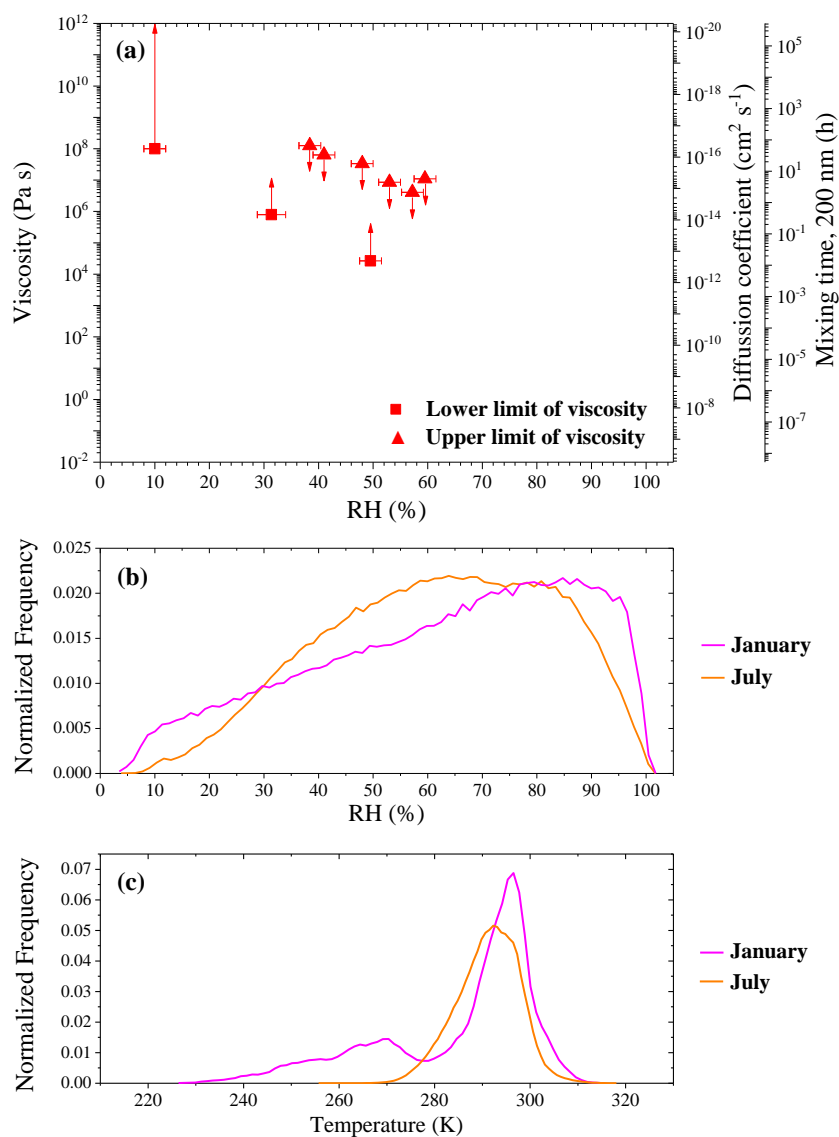 (a)
Viscosity (Pa s)
10^12
10^10
10^8
10^6
10^4
10^2
10^0
10^-2
0 10 20 30 40 50 60 70 80 90 100
RH (%)
Lower limit of viscosity
Upper limit of viscosity
Diffussion coefficient (cm^2 s^-1)
10^-20
10^-18
10^-16
10^-14
10^-12
10^-10
10^-8
Mixing time, 200 nm (h)
10^5
10^3
10^1
10^-1
10^-3
10^-5
10^-7
(b)
Normalized Frequency
0.025
0.020
0.015
0.010
0.005
0.000
0 10 20 30 40 50 60 70 80 90 100
RH (%)
January
July
(c)
Normalized Frequency
0.07
0.06
0.05
0.04
0.03
0.02
0.01
0.00
220 240 260 280 300 320
Temperature (K)
January
July